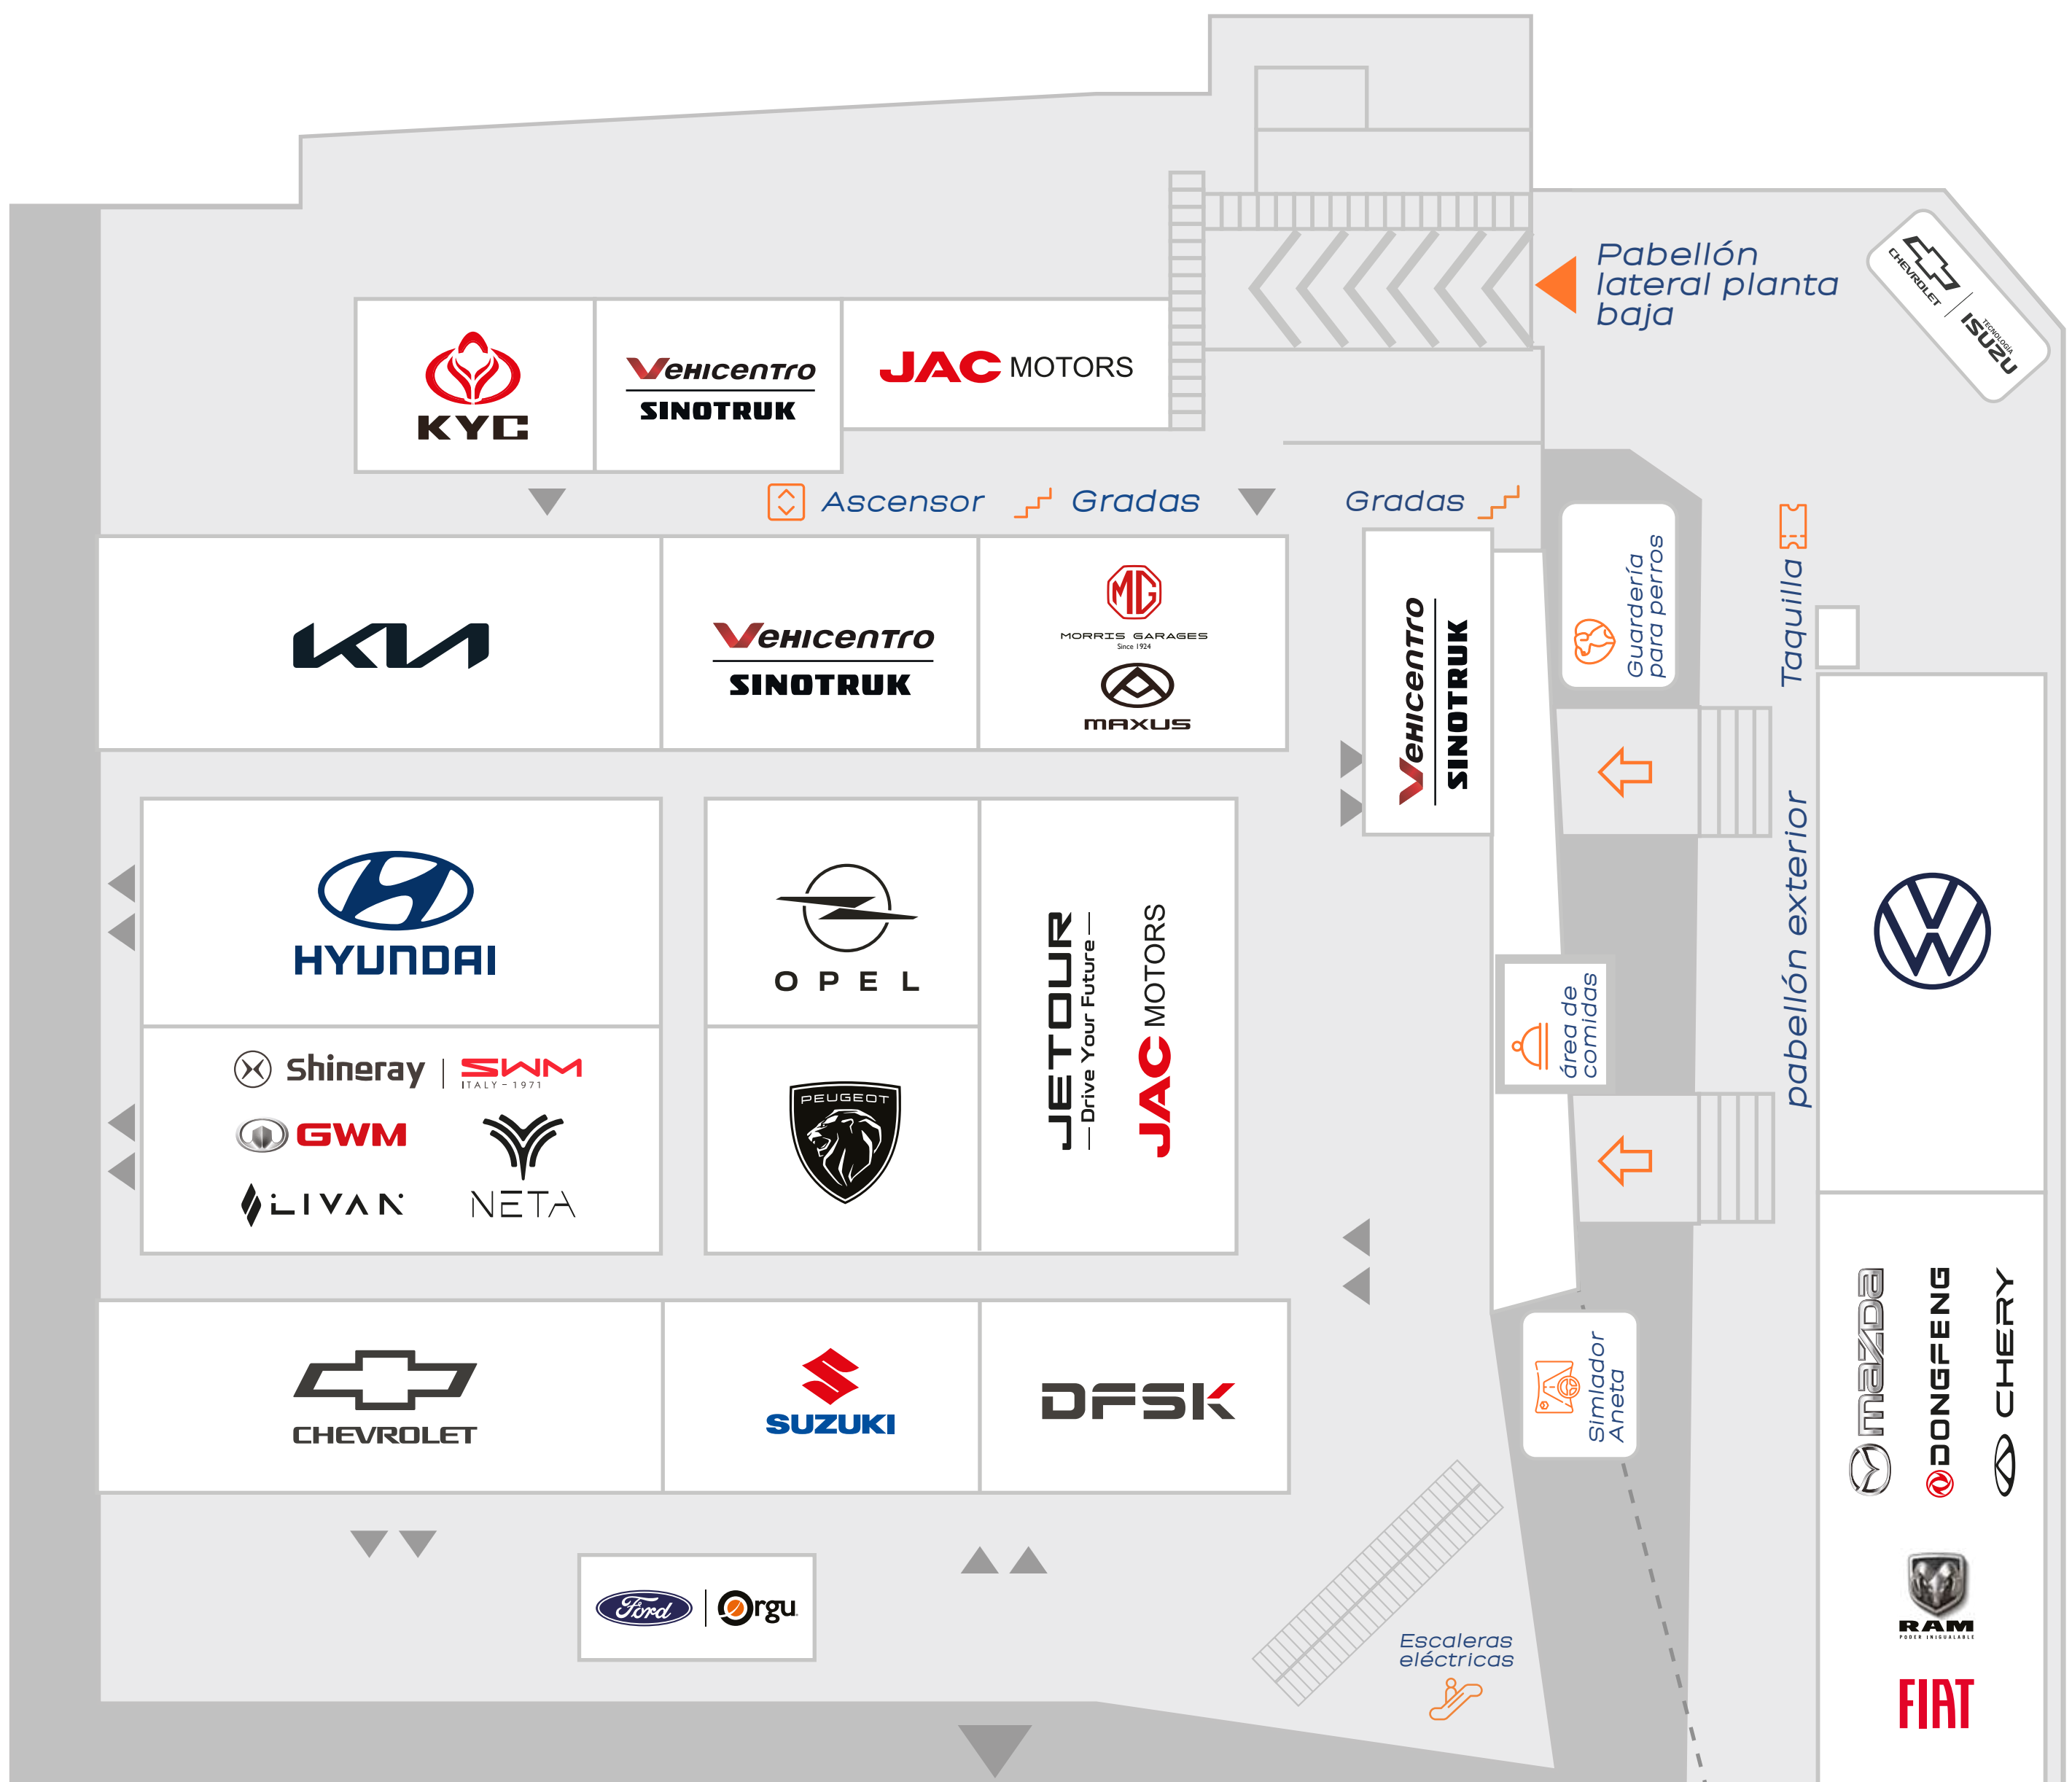 Pabellón
lateral planta
baja
CHEVROLET
TECNOLOGÍA
ISUZU
KYC
VEHICENTRO
SINOTRUK
JAC MOTORS
Ascensor
Gradas
Gradas
KIA
VEHICENTRO
SINOTRUK
MG
MORRIS GARAGES
Since 1924
MAXUS
VEHICENTRO
SINOTRUK
Guardería
para perros
Taquilla
pabellón exterior
HYUNDAI
OPEL
JETOUR
Drive Your Future
JAC MOTORS
área de
comidas
VW
Shineray
SWM
ITALY - 1971
GWM
NETA
LIVAN
PEUGEOT
CHEVROLET
SUZUKI
DFSK
Simlador
Aneta
mazda
DONGFENG
CHERY
RAM
PODER INIGUALABLE
FIAT
Ford
Orgu
Escaleras
eléctricas